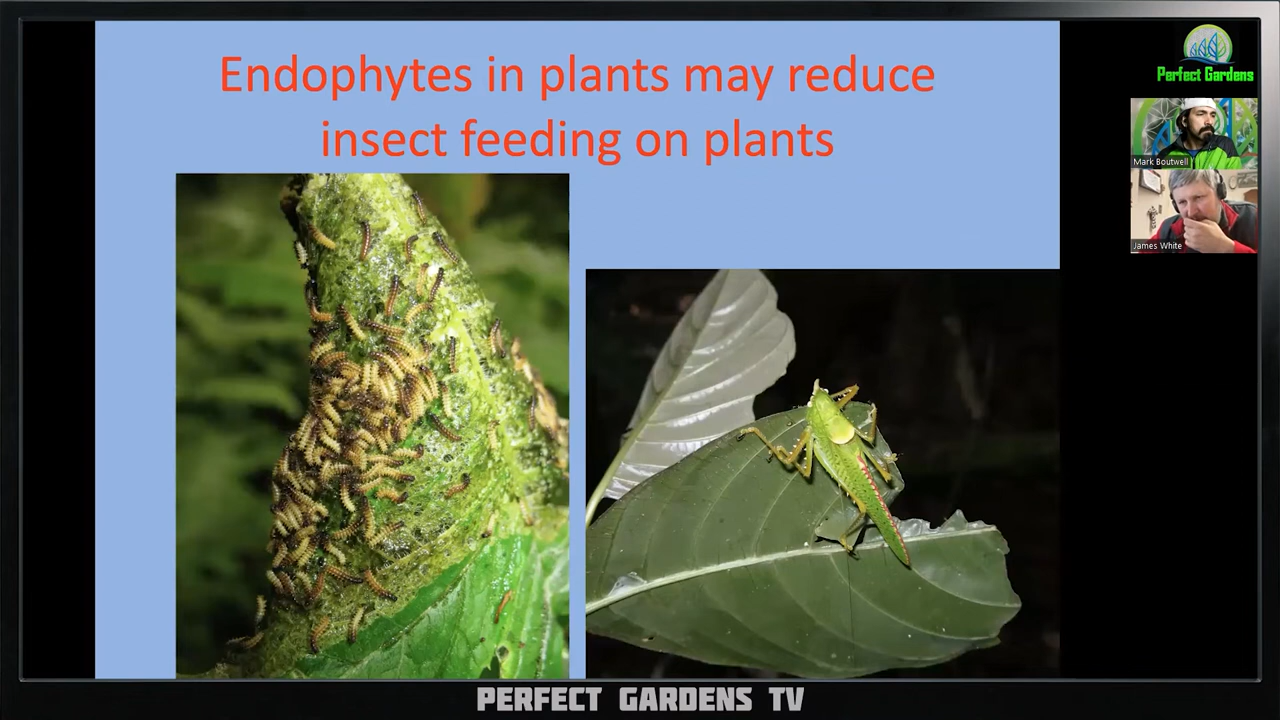 Endophytes in plants may reduce
insect feeding on plants
Perfect Gardens
Mark Boutwell
James White
PERFECT GARDENS TV